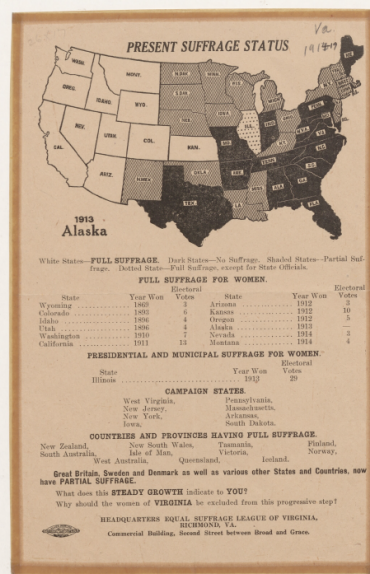 Va
1914-19
PRESENT SUFFRAGE STATUS
WASH.
ORE.
CAL.
NEV.
IDAHO.
MONT.
WYO.
UTAH
COL.
ARIZ.
N.MEX.
N.DAK.
S.DAK.
NEB.
KAN.
OKLA.
TEX.
MINN.
IOWA
MO.
ARK.
LA.
WIS.
ILL.
MICH.
IND.
OHIO
KY.
TENN.
MISS.
ALA.
GA.
FLA.
S.C.
N.C.
VA.
PENN.
N.Y.
ME.
1913
Alaska
White States—FULL SUFFRAGE. Dark States—No Suffrage. Shaded States—Partial Suf-
frage. Dotted State—Full Suffrage, except for State Officials.
FULL SUFFRAGE FOR WOMEN.
Electoral Electoral
State Year Won Votes State Year Won Votes
Wyoming 1869 3 Arizona 1912 3
Colorado 1893 6 Kansas 1912 10
Idaho 1896 4 Oregon 1912 5
Utah 1896 4 Alsaka 1913 —
Washington 1910 7 Nevada 1914 3
California 1911 13 Montana 1914 4
PRESIDENTIAL AND MUNICIPAL SUFFRAGE FOR WOMEN.
Electoral
State Year Won Votes
Illinois 1913 29
CAMPAIGN STATES.
West Virginia, Pennsylvania,
New Jersey, Massachusetts,
New York, Arkansas,
Iowa, South Dakota.
COUNTRIES AND PROVINCES HAVING FULL SUFFRAGE.
New Zealand, New South Wales, Tasmania, Finland,
South Australia, Isle of Man, Victoria, Norway,
West Australia, Queensland, Iceland.
Great Britain, Sweden and Denmark as well as various other States and Countries, now
have PARTIAL SUFFRAGE.
What does this STEADY GROWTH indicate to YOU?
Why should the women of VIRGINIA be excluded from this progressive step?
HEADQUARTERS EQUAL SUFFRAGE LEAGUE OF VIRGINIA,
RICHMOND, VA.
Commercial Building, Second Street between Broad and Grace.